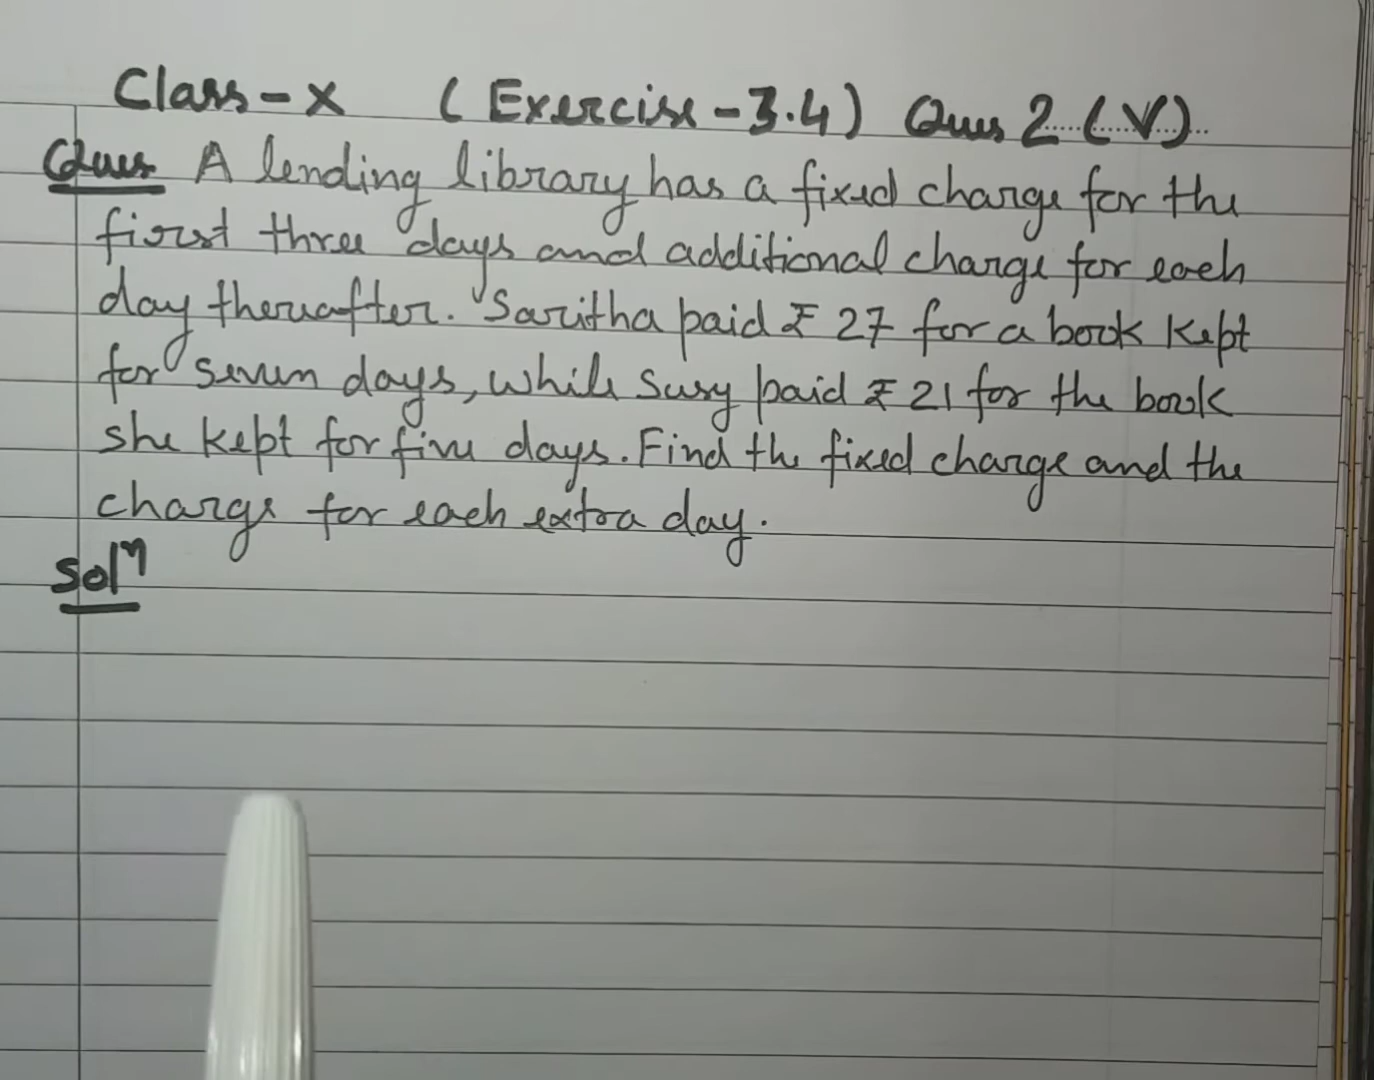 Class-X (Exercise-3.4) Ques 2 (V)
Ques A lending library has a fixed charge for the
first three days and additional charge for each
day thereafter. Saritha paid ₹ 27 for a book kept
for seven days, while Susy paid ₹ 21 for the book
she kept for five days. Find the fixed charge and the
charge for each extra day.
Solⁿ